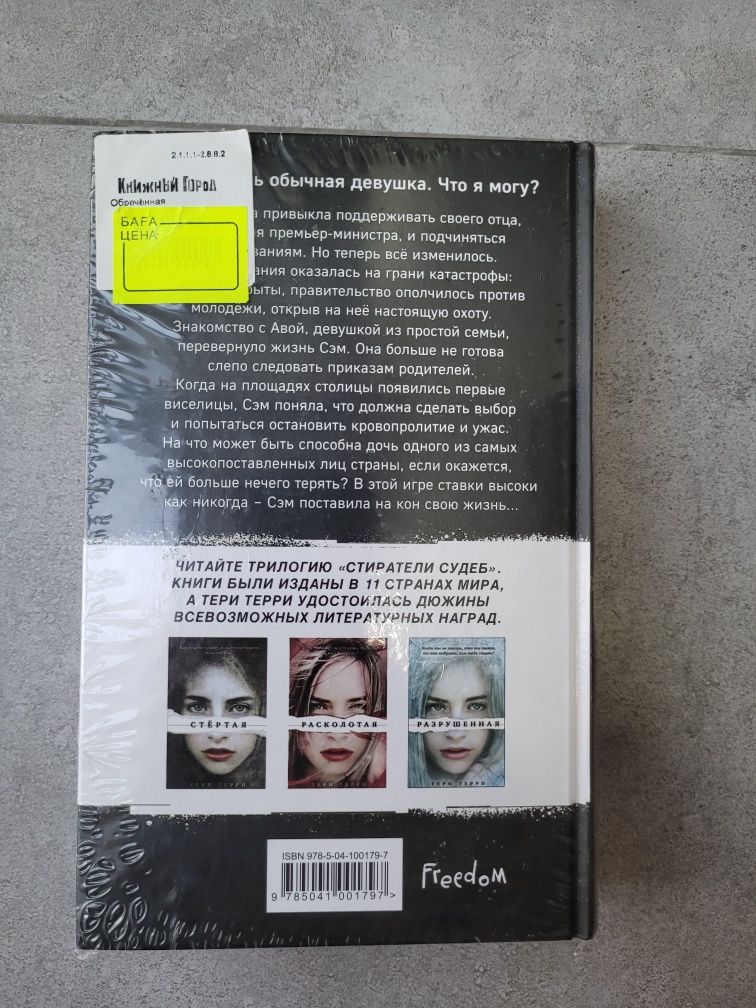 2.1.1.1-2.8.8.2
КНИЖНЫЙ ГОРОД
Обречённая
БАҒА
ЦЕНА
ь обычная девушка. Что я могу?
а привыкла поддерживать своего отца,
я премьер-министра, и подчиняться
ваниям. Но теперь всё изменилось.
ания оказалась на грани катастрофы:
рыты, правительство ополчилось против
молодёжи, открыв на неё настоящую охоту.
Знакомство с Авой, девушкой из простой семьи,
перевернуло жизнь Сэм. Она больше не готова
слепо следовать приказам родителей.
Когда на площадях столицы появились первые
виселицы, Сэм поняла, что должна сделать выбор
и попытаться остановить кровопролитие и ужас.
На что может быть способна дочь одного из самых
высокопоставленных лиц страны, если окажется,
что ей больше нечего терять? В этой игре ставки высоки
как никогда – Сэм поставила на кон свою жизнь...
ЧИТАЙТЕ ТРИЛОГИЮ «СТИРАТЕЛИ СУДЕБ».
КНИГИ БЫЛИ ИЗДАНЫ В 11 СТРАНАХ МИРА,
А ТЕРИ ТЕРРИ УДОСТОИЛАСЬ ДЮЖИНЫ
ВСЕВОЗМОЖНЫХ ЛИТЕРАТУРНЫХ НАГРАД.
СТЁРТАЯ
ТЕРИ ТЕРРИ
РАСКОЛОТАЯ
ТЕРИ ТЕРРИ
РАЗРУШЕННАЯ
ТЕРИ ТЕРРИ
ISBN 978-5-04-100179-7
9 785041 001797 >
Freedom